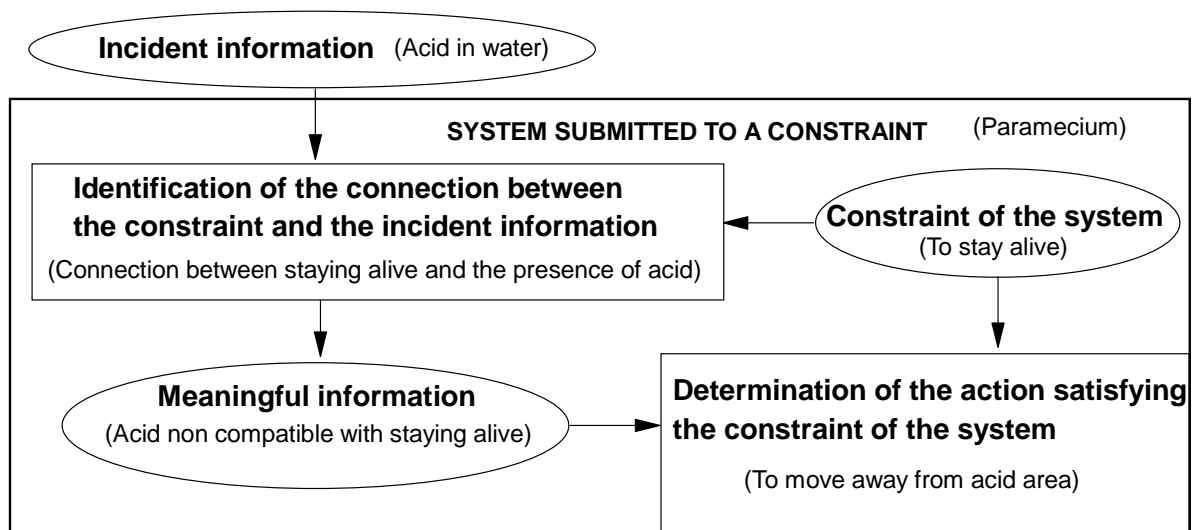 Incident information (Acid in water)
SYSTEM SUBMITTED TO A CONSTRAINT (Paramecium)
Identification of the connection between
the constraint and the incident information
(Connection between staying alive and the presence of acid)
Constraint of the system
(To stay alive)
Meaningful information
(Acid non compatible with staying alive)
Determination of the action satisfying
the constraint of the system
(To move away from acid area)